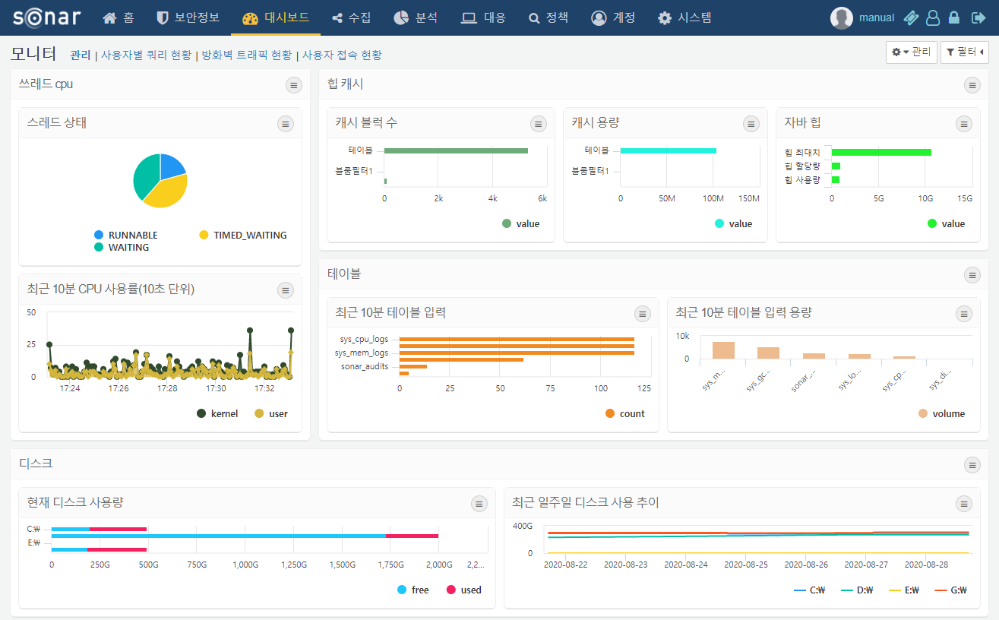 sonar 홈 보안정보 대시보드 수집 분석 대응 정책 계정 시스템 manual
모니터 관리 | 사용자별 쿼리 현황 | 방화벽 트래픽 현황 | 사용자 접속 현황 관리 필터
쓰레드 cpu
스레드 상태
RUNNABLE TIMED_WAITING
WAITING
최근 10분 CPU 사용률(10초 단위)
50
25
0
17:24 17:26 17:28 17:30 17:32
kernel user
힙 캐시
캐시 블럭 수
테이블
블룸필터1
0 2k 4k 6k
value
캐시 용량
테이블
블룸필터1
0 50M 100M 150M
value
자바 힙
힙 최대치
힙 할당량
힙 사용량
0 5G 10G 15G
value
테이블
최근 10분 테이블 입력
sys_cpu_logs
sys_mem_logs
sonar_audits
0 25 50 75 100 125
count
최근 10분 테이블 입력 용량
10k
0
sys_m... sys_gc... sonar_... sys_lo... sys_cp... sys_di...
volume
디스크
현재 디스크 사용량
C:₩
E:₩
0 250G 500G 750G 1,000G 1,250G 1,500G 1,750G 2,000G 2,2...
free used
최근 일주일 디스크 사용 추이
400G
0
2020-08-22 2020-08-23 2020-08-24 2020-08-25 2020-08-26 2020-08-27 2020-08-28
C:₩ D:₩ E:₩ G:₩